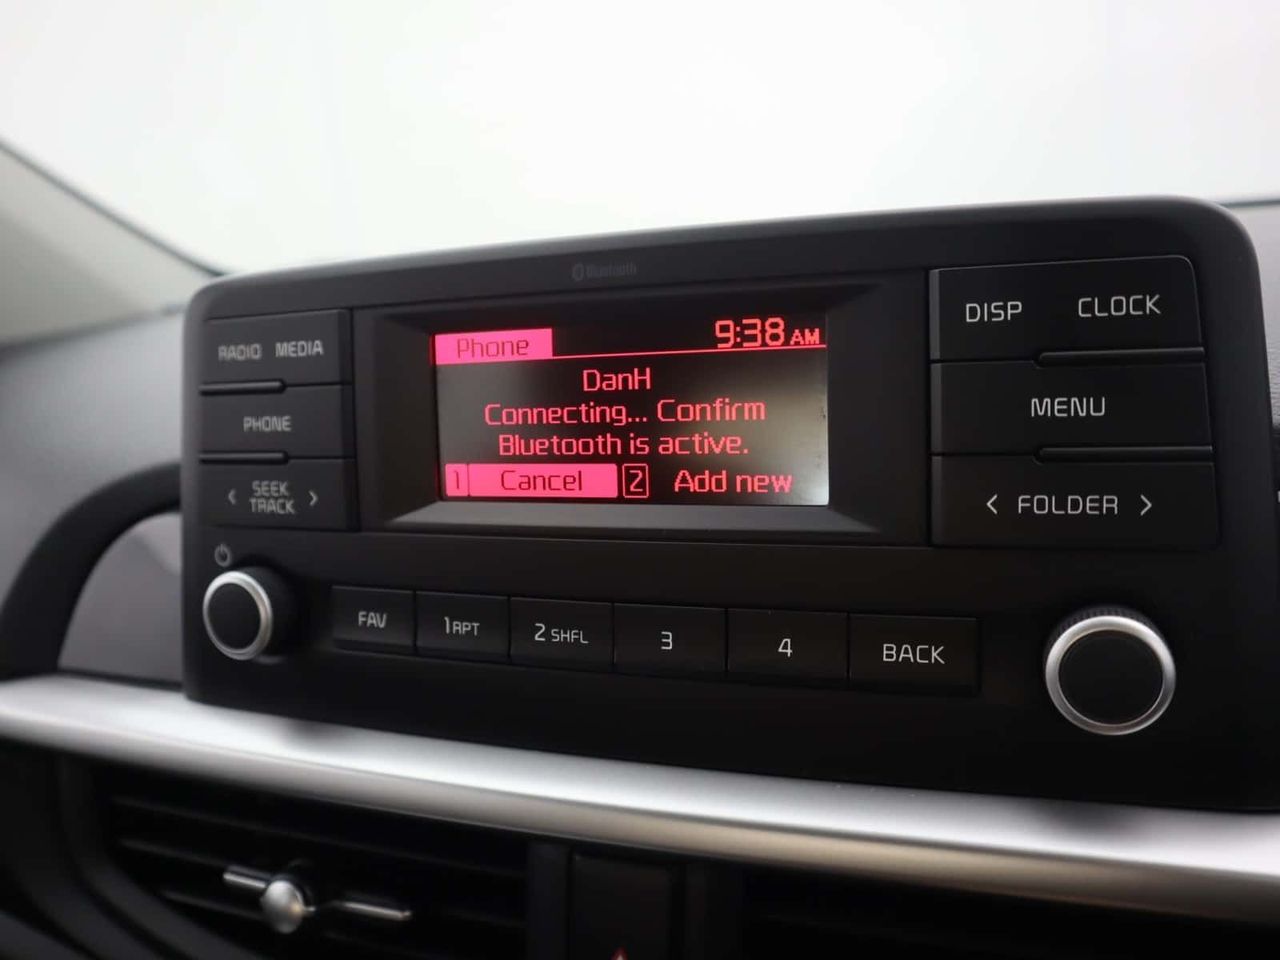 Bluetooth
RADIO MEDIA
PHONE
< SEEK TRACK >
Phone 9:38 AM
DanH
Connecting... Confirm
Bluetooth is active.
1 Cancel 2 Add new
DISP CLOCK
MENU
< FOLDER >
FAV 1 RPT 2 SHFL 3 4 BACK